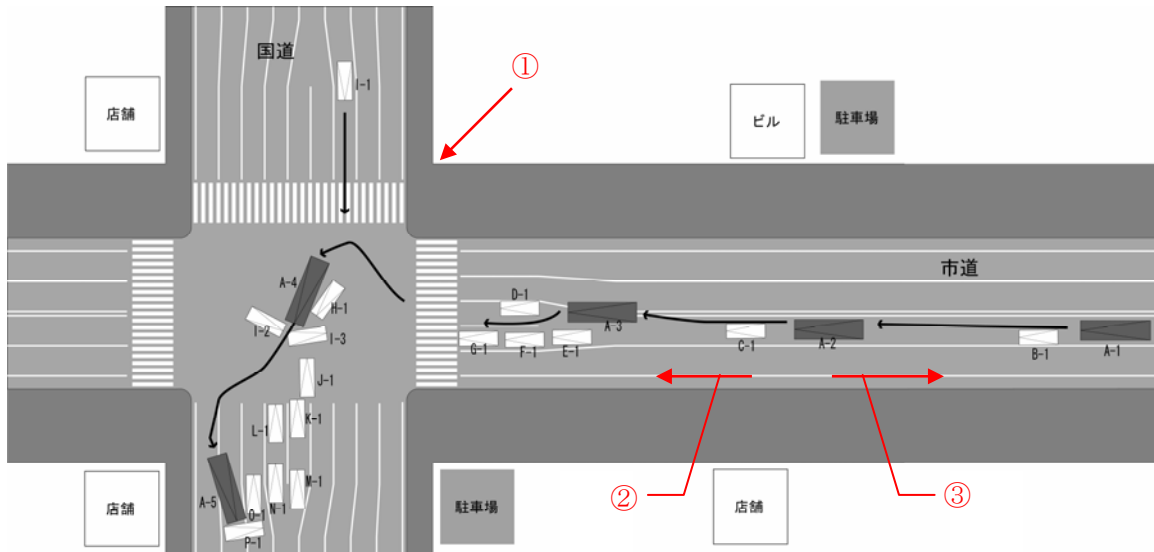 国道
①
I-1
店舗
ビル
駐車場
市道
A-4
H-1
D-1
A-3
I-2
I-3
G-1
F-1
E-1
C-1
A-2
B-1
A-1
J-1
L-1
K-1
M-1
A-5
O-1
N-1
P-1
②
③
店舗
駐車場
店舗